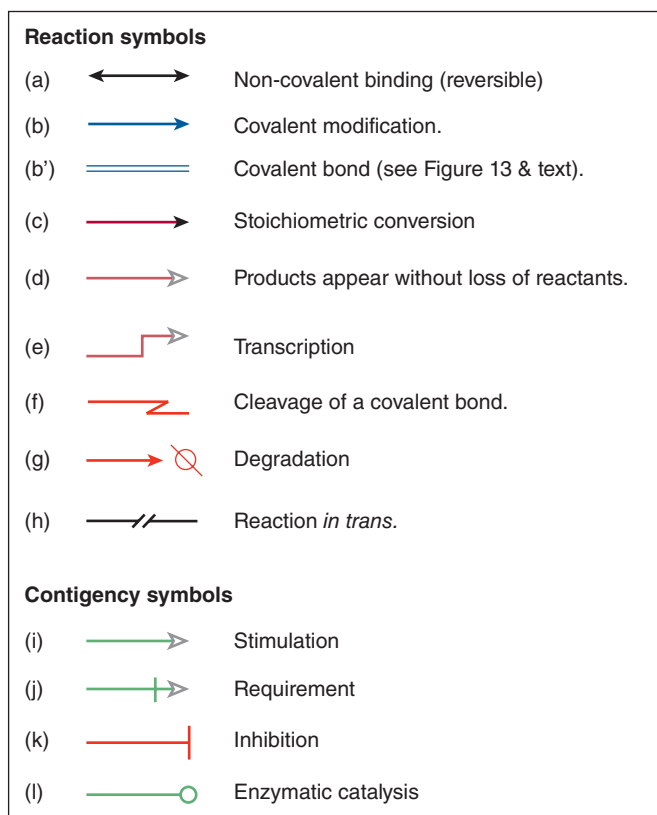 Reaction symbols
(a) Non-covalent binding (reversible)
(b) Covalent modification.
(b’) Covalent bond (see Figure 13 & text).
(c) Stoichiometric conversion
(d) Products appear without loss of reactants.
(e) Transcription
(f) Cleavage of a covalent bond.
(g) Degradation
(h) Reaction in trans.
Contigency symbols
(i) Stimulation
(j) Requirement
(k) Inhibition
(l) Enzymatic catalysis